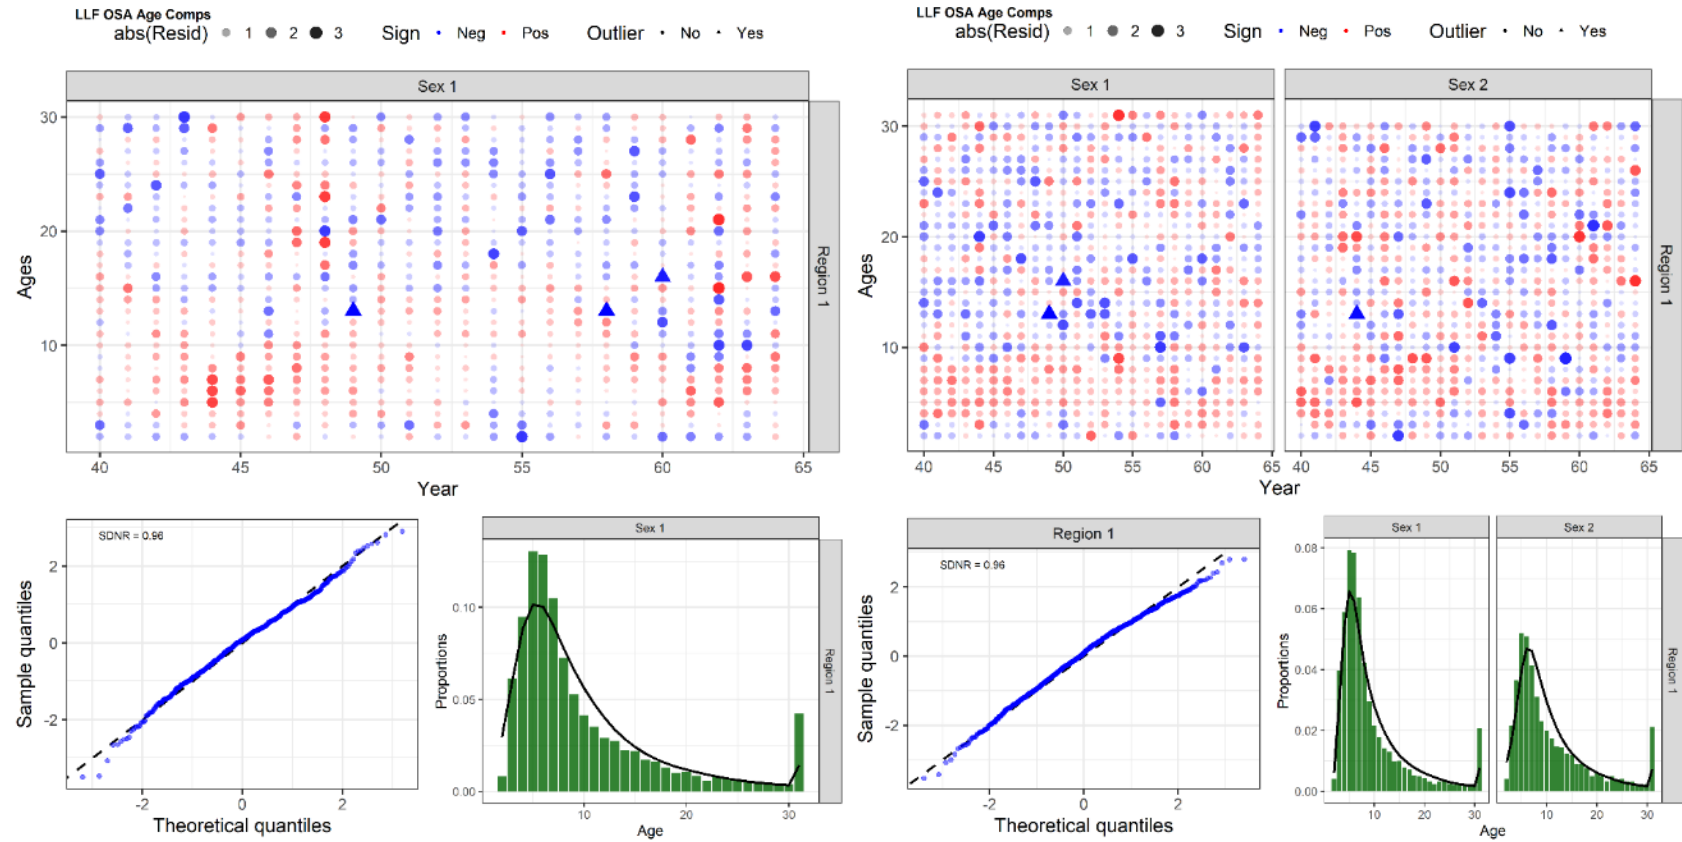 LLF OSA Age Comps
abs(Resid) 1 2 3 Sign Neg Pos Outlier No Yes
Sex 1
30
20
10
Ages
Region 1
40 45 50 55 60 65
Year
LLF OSA Age Comps
abs(Resid) 1 2 3 Sign Neg Pos Outlier No Yes
Sex 1 Sex 2
30
20
10
Ages
Region 1
40 45 50 55 60 65 40 45 50 55 60 65
Year
SDNR = 0.96
2
0
-2
Sample quantiles
-2 0 2
Theoretical quantiles
Sex 1
0.10
0.05
0.00
Proportions
Region 1
10 20 30
Age
Region 1
SDNR = 0.96
2
0
-2
Sample quantiles
-2 0 2
Theoretical quantiles
Sex 1 Sex 2
0.08
0.06
0.04
0.02
0.00
Proportions
Region 1
10 20 30 10 20 30
Age